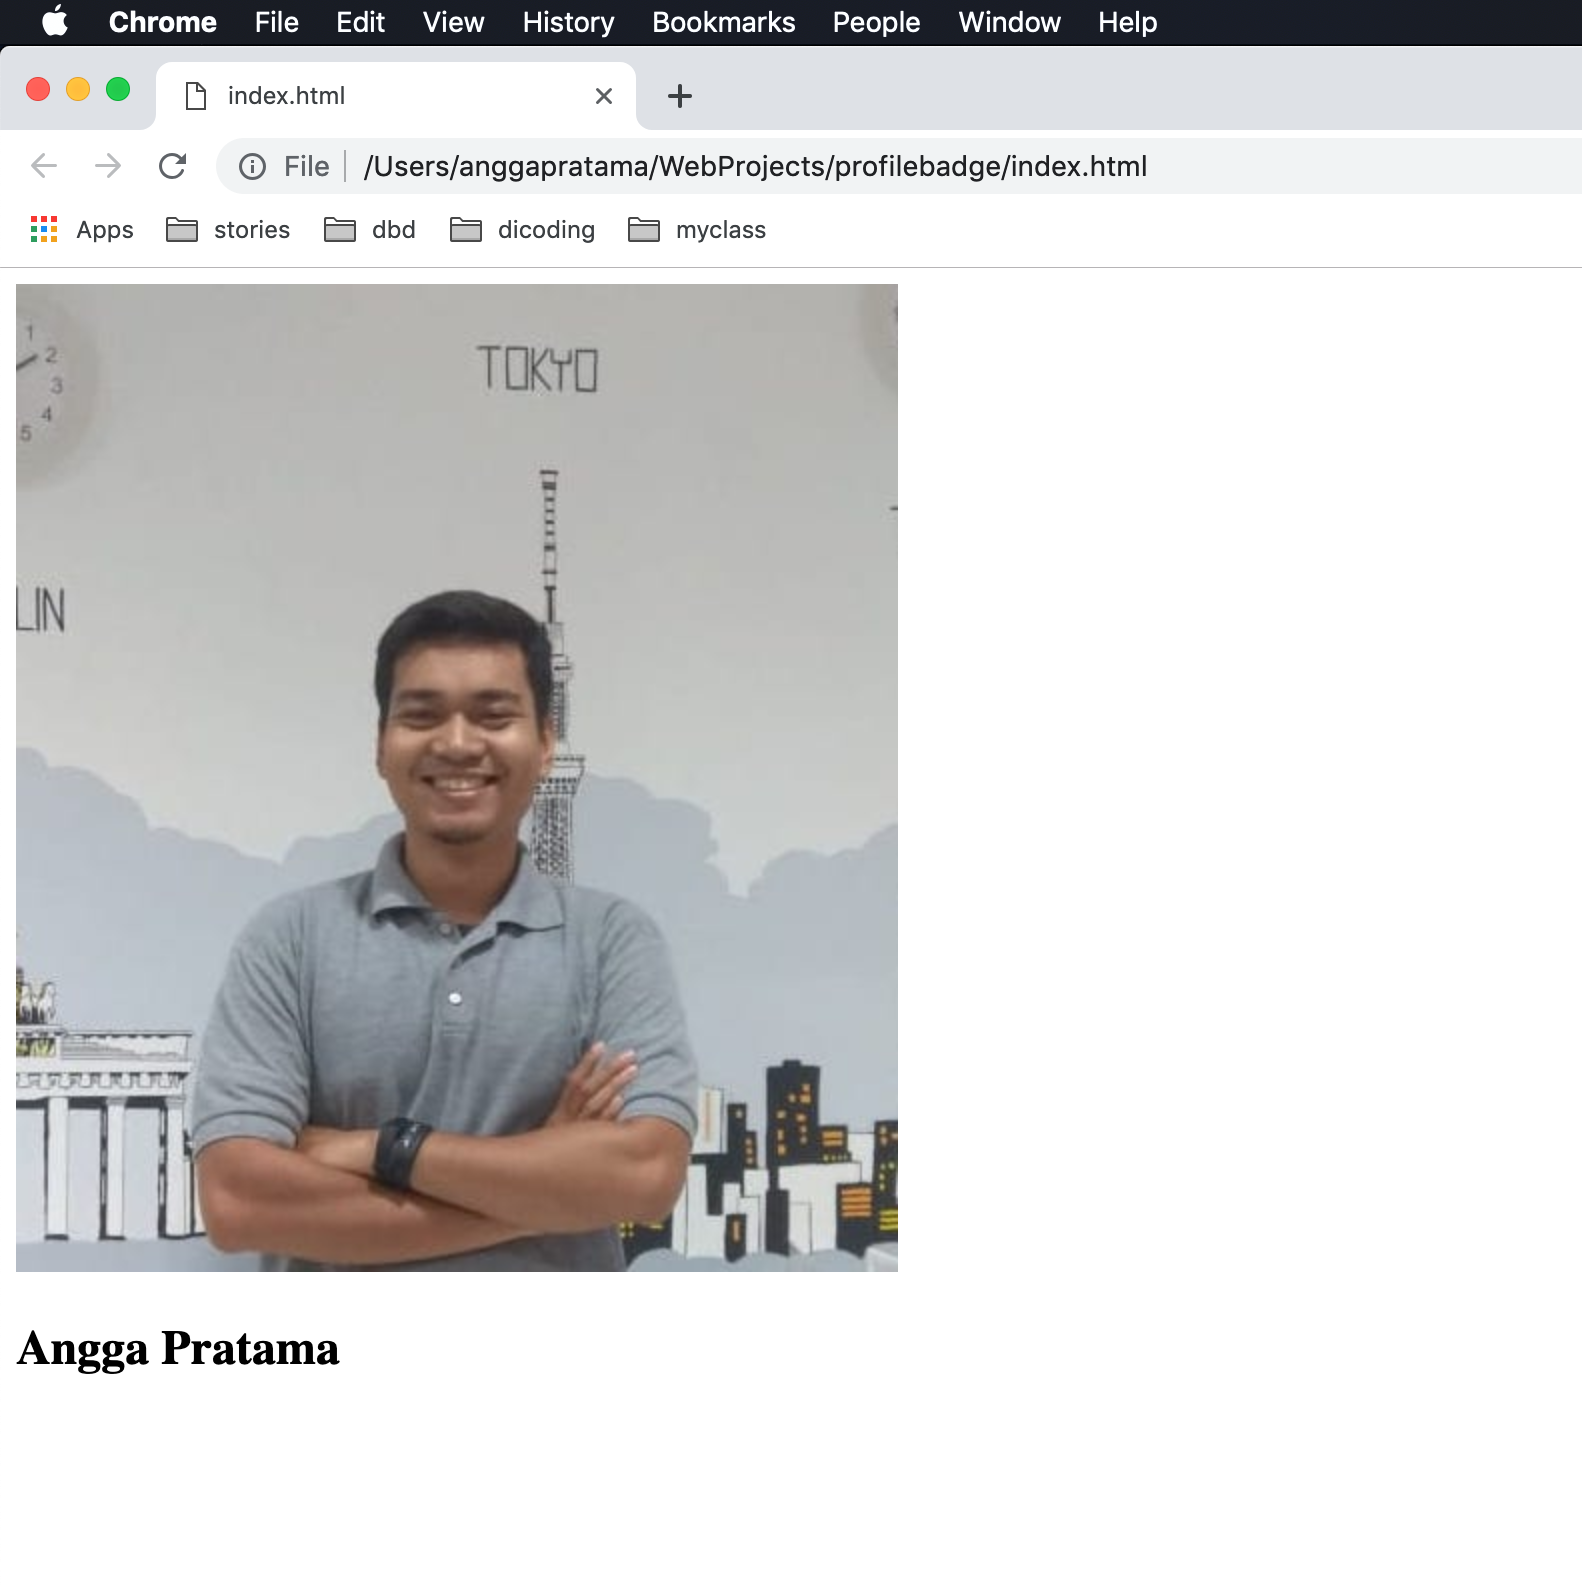 Chrome File Edit View History Bookmarks People Window Help
index.html
File /Users/anggapratama/WebProjects/profilebadge/index.html
Apps stories dbd dicoding myclass
1
2
3
4
5
TOKYO
LIN
Angga Pratama